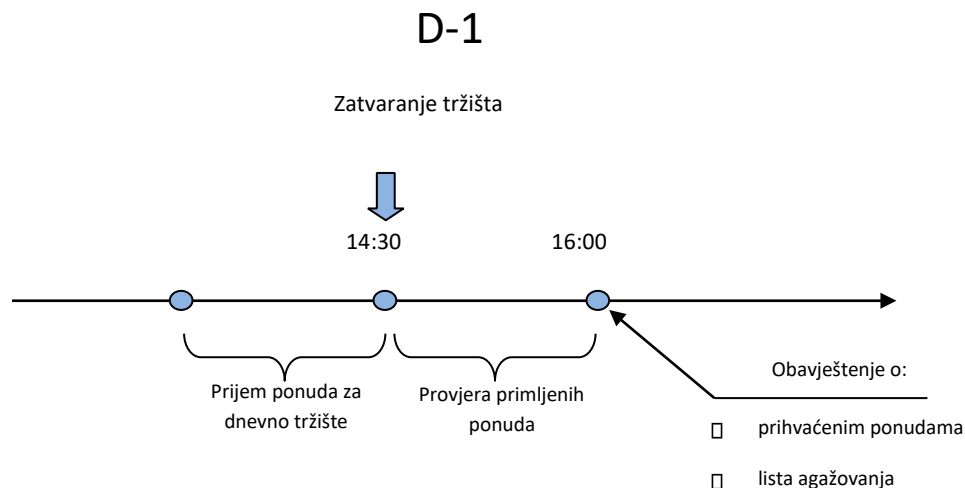 D-1
Zatvaranje tržišta
14:30
16:00
Prijem ponuda za
dnevno tržište
Provjera primljenih
ponuda
Obavještenje o:
prihvaćenim ponudama
lista agažovanja